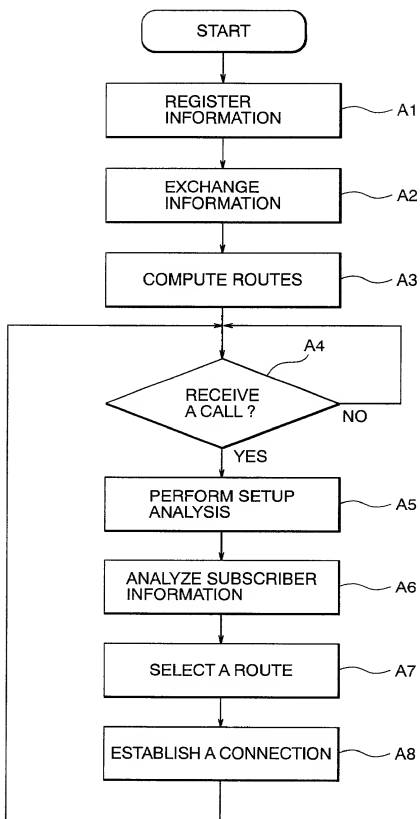 START
REGISTER
INFORMATION
A1
EXCHANGE
INFORMATION
A2
COMPUTE ROUTES
A3
A4
RECEIVE
A CALL ?
NO
YES
PERFORM SETUP
ANALYSIS
A5
ANALYZE SUBSCRIBER
INFORMATION
A6
SELECT A ROUTE
A7
ESTABLISH A CONNECTION
A8